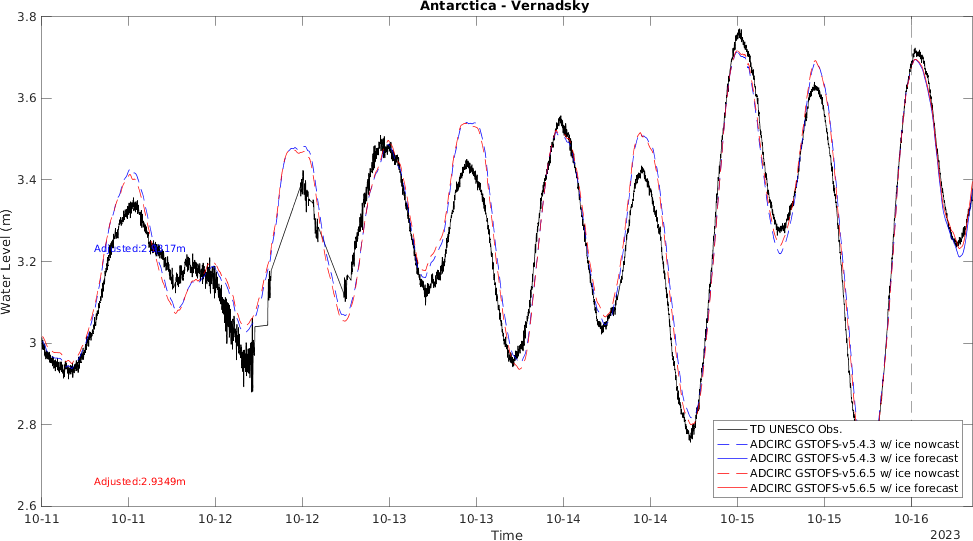 Antarctica - Vernadsky
3.8
3.6
3.4
3.2
3
2.8
2.6
Water Level (m)
Adjusted:2.9349m
TD UNESCO Obs.
ADCIRC GSTOFS-v5.4.3 w/ ice nowcast
ADCIRC GSTOFS-v5.4.3 w/ ice forecast
ADCIRC GSTOFS-v5.6.5 w/ ice nowcast
ADCIRC GSTOFS-v5.6.5 w/ ice forecast
10-11 10-11 10-12 10-12 10-13 10-13 10-14 10-14 10-15 10-15 10-16
Time
2023